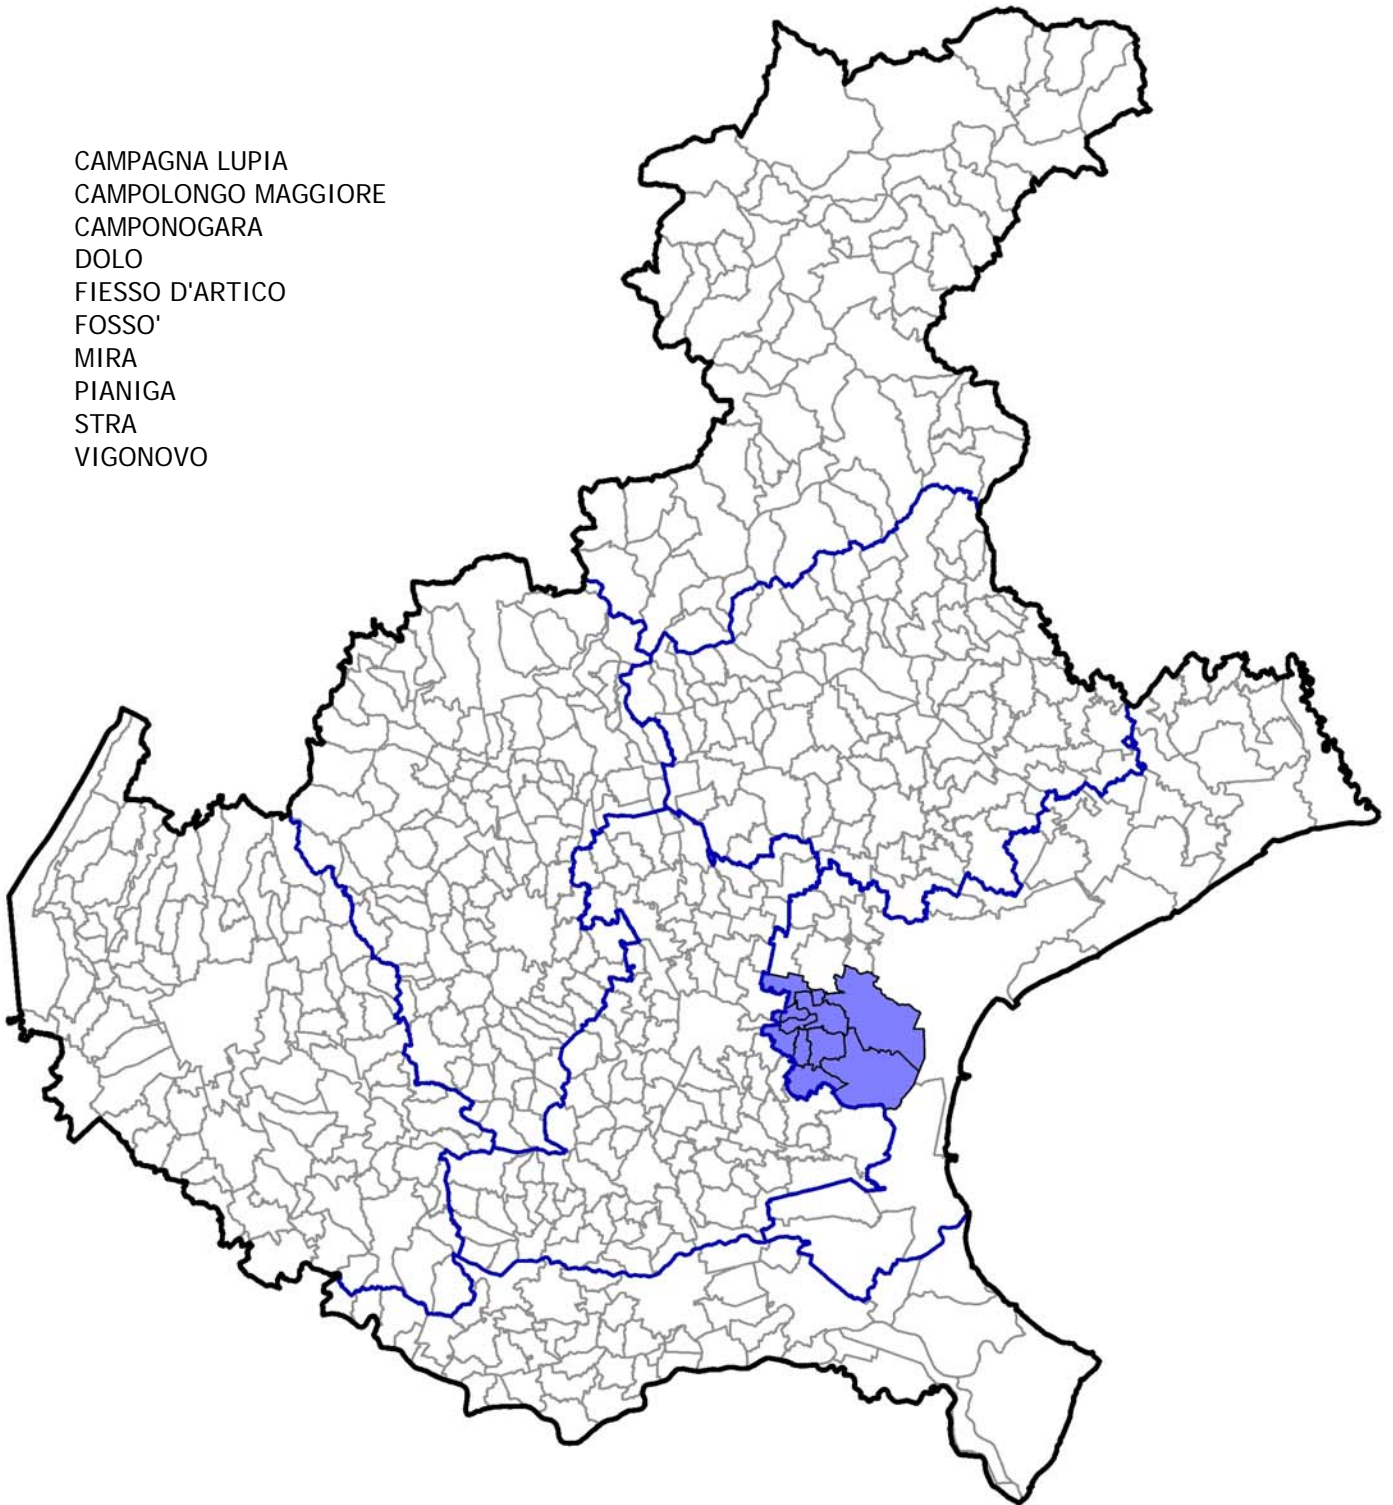 CAMPAGNA LUPIA
CAMPOLONGO MAGGIORE
CAMPONOGARA
DOLO
FIESSO D'ARTICO
FOSSO'
MIRA
PIANIGA
STRA
VIGONOVO